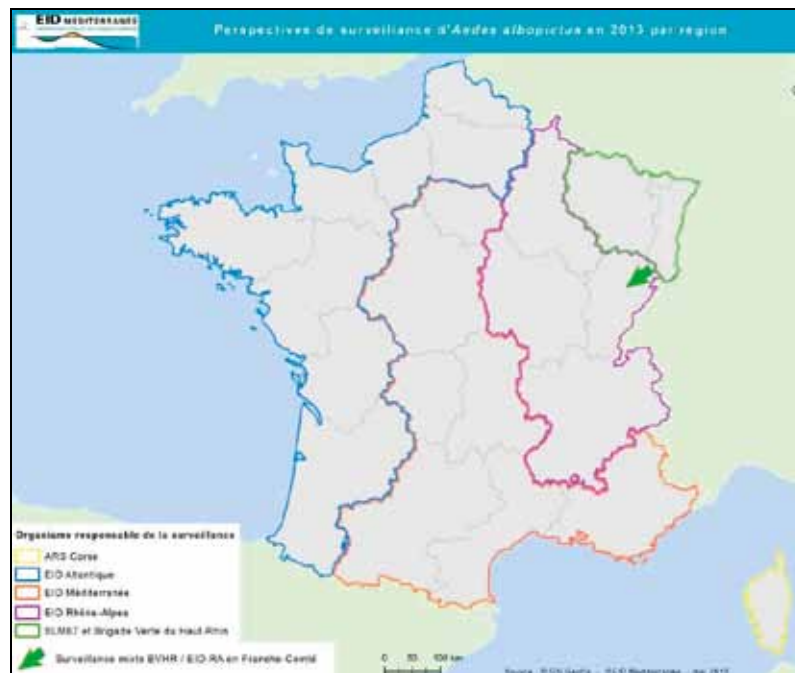 EID MÉDITERRANÉE
Perspectives de surveillance d'Aedes albopictus en 2013 par région
Organisme responsable de la surveillance
ARS Corse
EID Atlantique
EID Méditerranée
EID Rhône-Alpes
et Brigade Verte du Haut-Rhin
Surveillance mixte BVHR / EID-RA en Franche-Comté
0 50 100 km
Source :